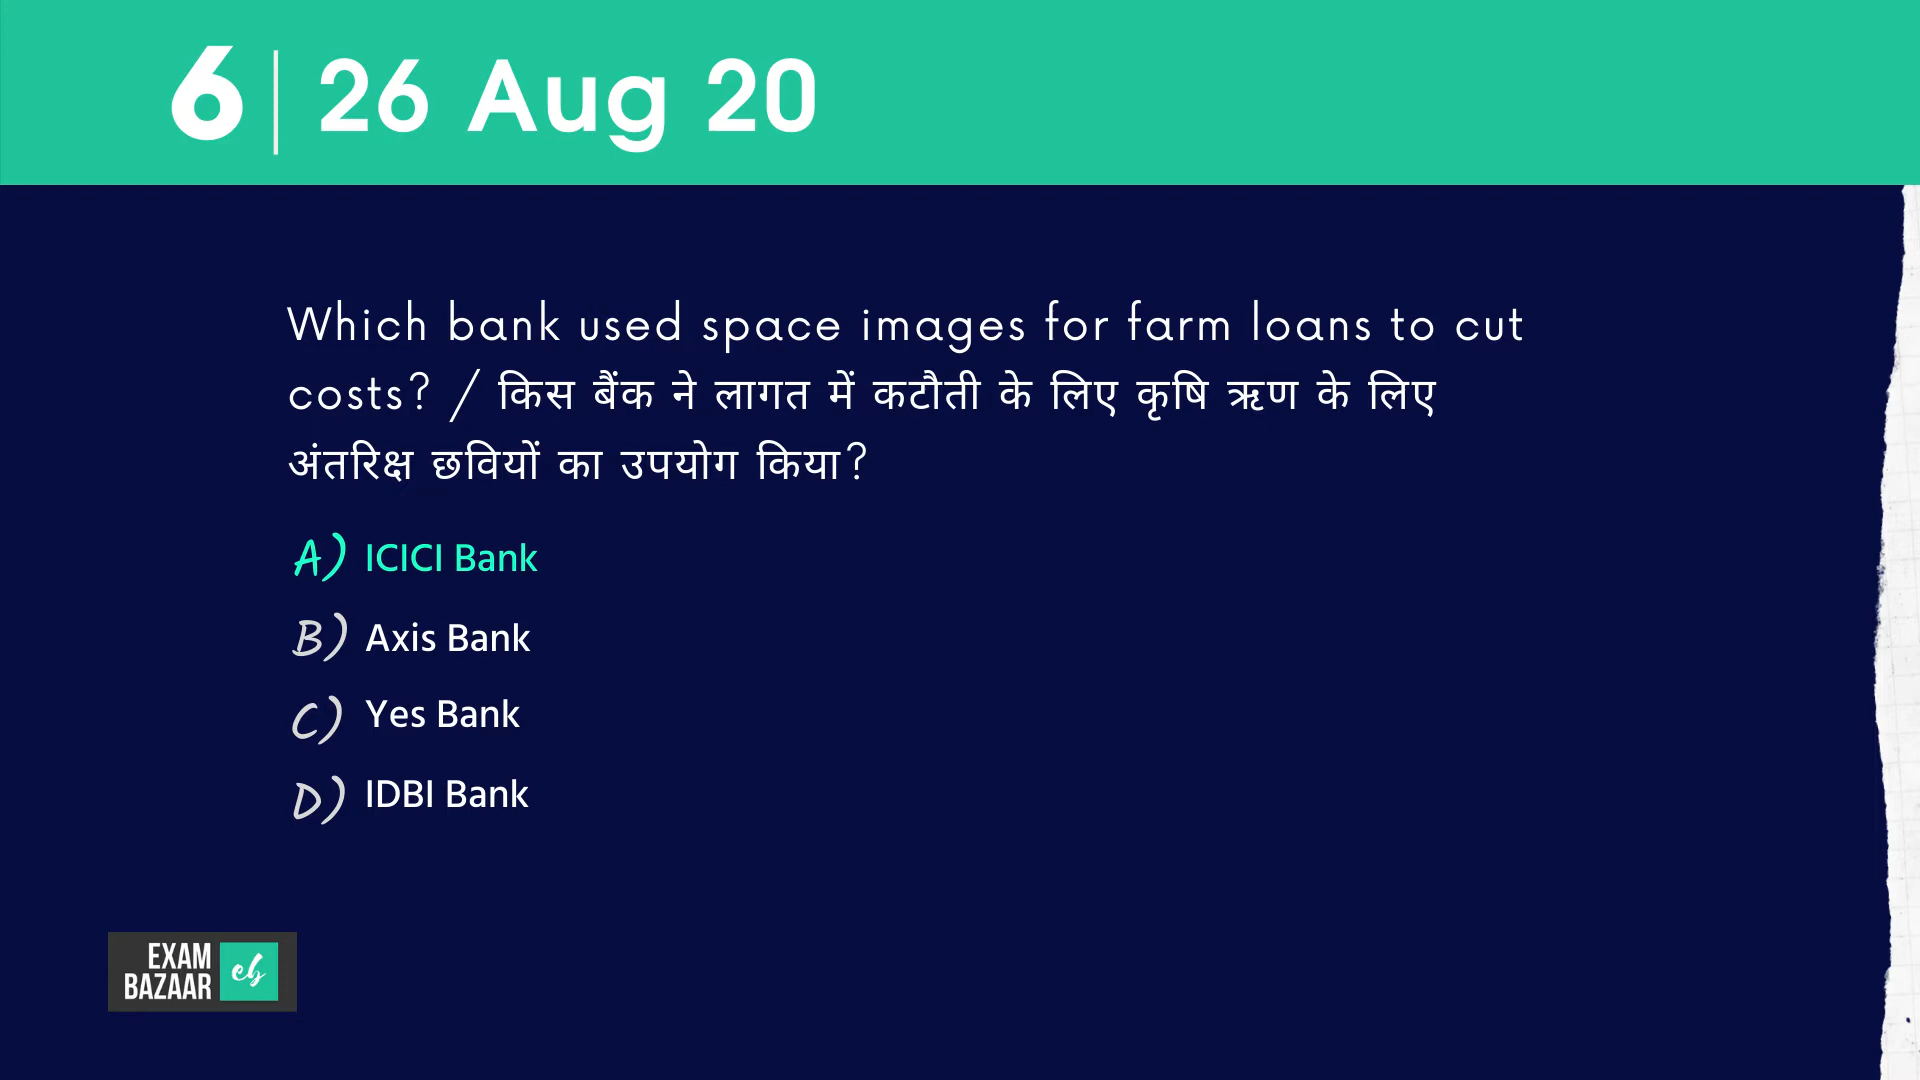 6 | 26 Aug 20
Which bank used space images for farm loans to cut
costs? / किस बैंक ने लागत में कटौती के लिए कृषि ऋण के लिए
अंतरिक्ष छवियों का उपयोग किया?
A) ICICI Bank
B) Axis Bank
C) Yes Bank
D) IDBI Bank
EXAM
BAZAAR eb